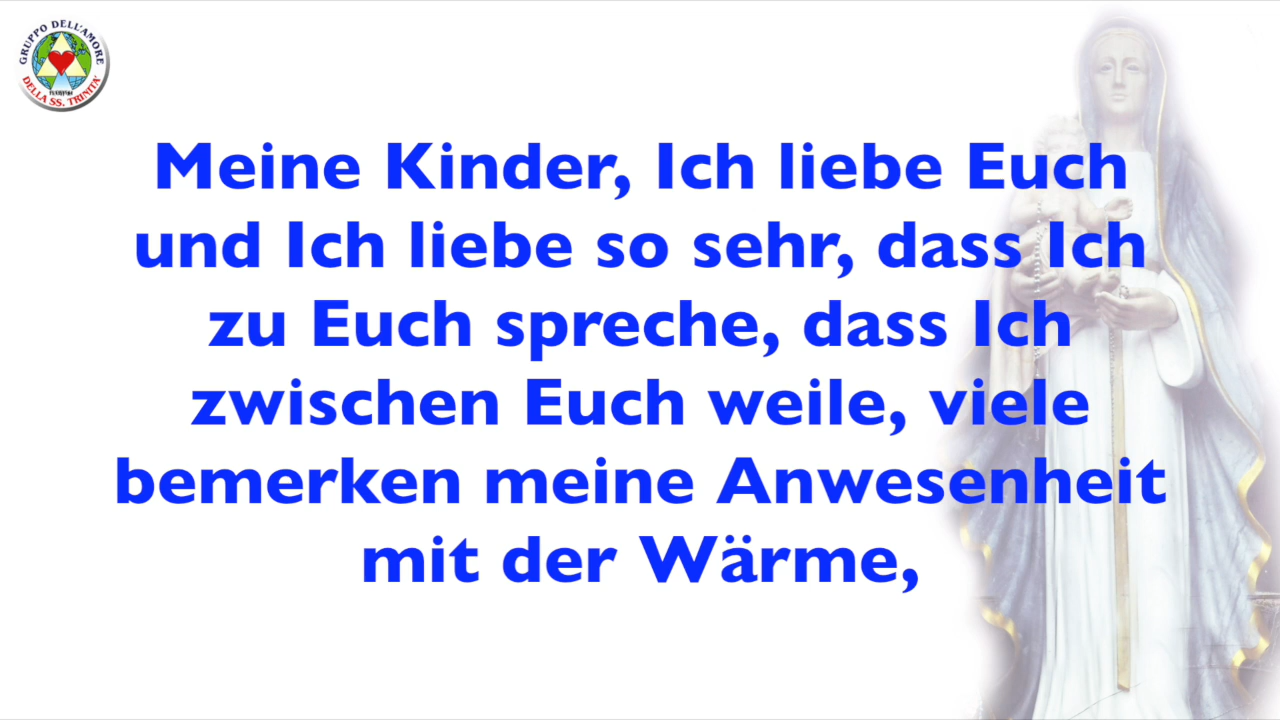 GRUPPO DELL'AMORE
DELLA SS. TRINITA'
Meine Kinder, Ich liebe Euch
und Ich liebe so sehr, dass Ich
zu Euch spreche, dass Ich
zwischen Euch weile, viele
bemerken meine Anwesenheit
mit der Wärme,